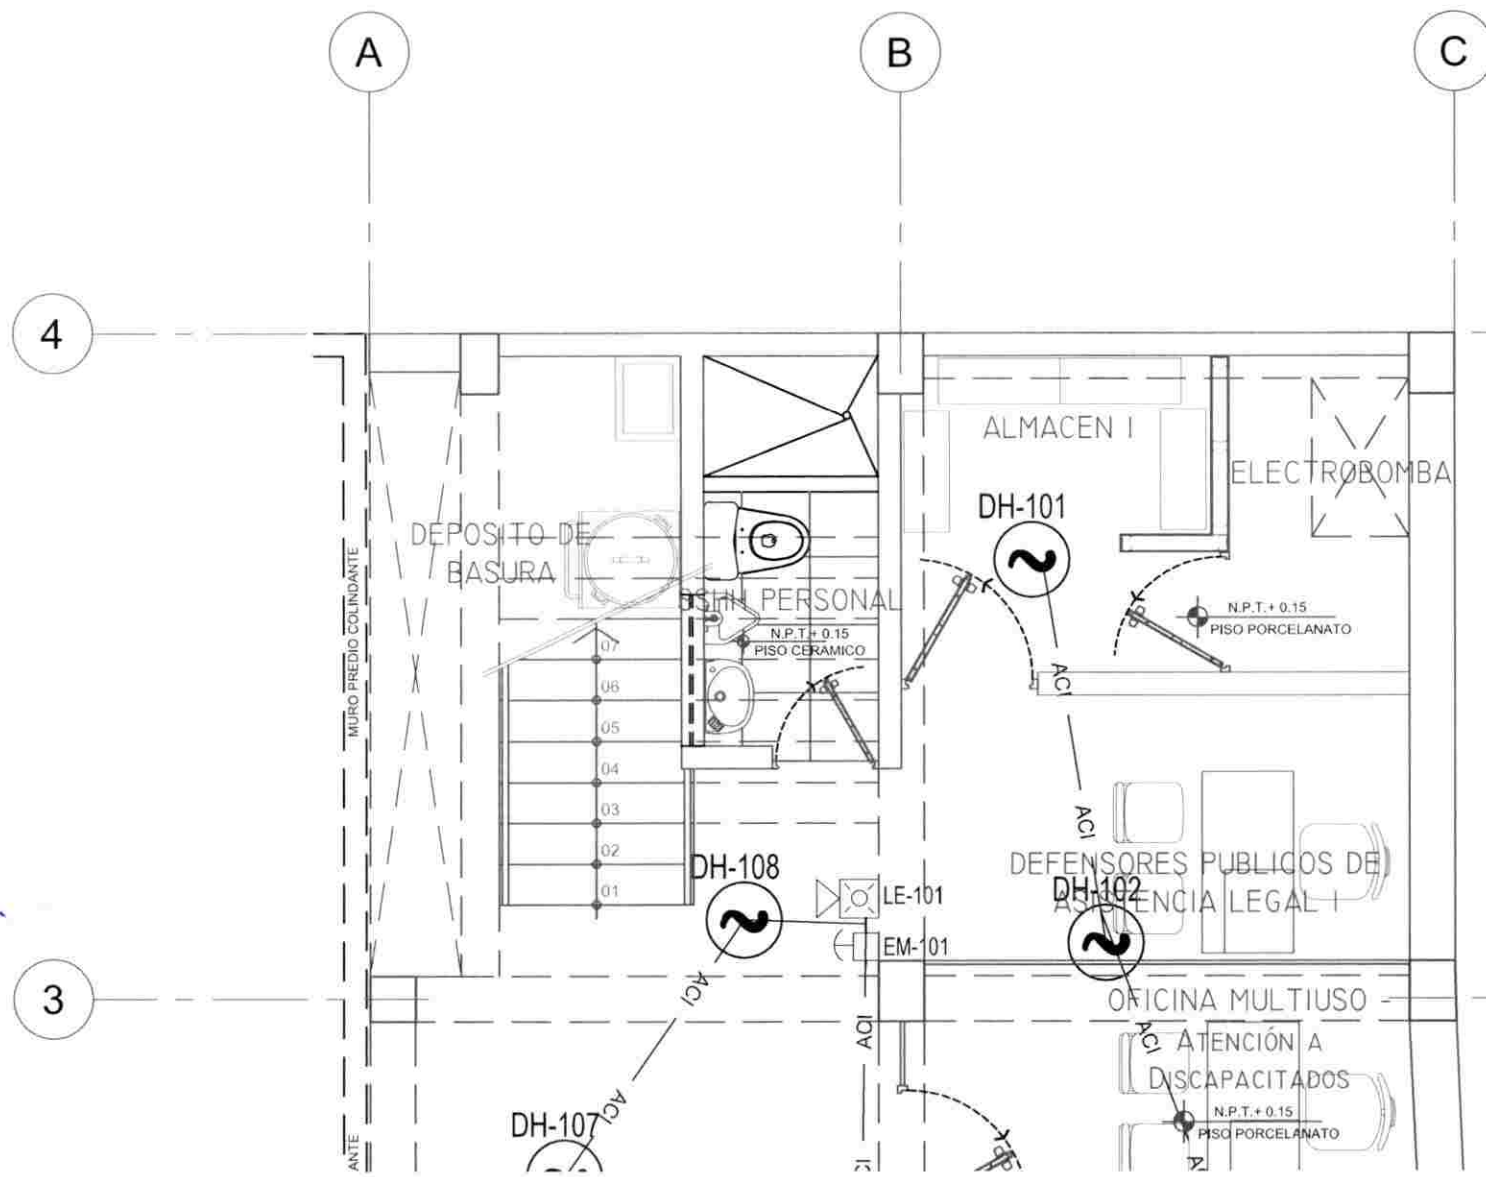 A
B
C
4
ALMACEN I
ELECTROBOMBA
DH-101
DEPOSITO DE
BASURA
MURO PREDIO COLINDANTE
SSHH PERSONAL
N.P.T.+ 0.15
PISO CERAMICO
N.P.T.+ 0.15
PISO PORCELANATO
07
06
05
04
03
02
01
ACI
ACI
DEFENSORES PUBLICOS DE
ASISTENCIA LEGAL I
DH-108
DH-102
LE-101
EM-101
3
ACI
ACI
OFICINA MULTIUSO -
ATENCIÓN A
DISCAPACITADOS
ACI
N.P.T.+ 0.15
PISO PORCELANATO
ACI
DH-107
ANTE
CI